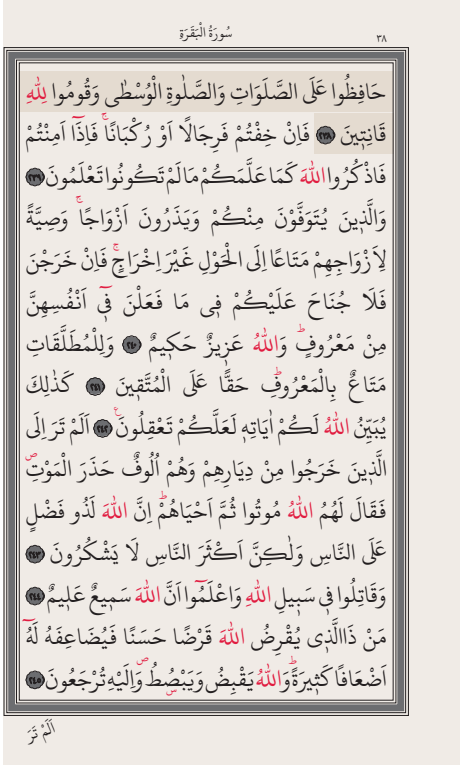 سُورَةُ الْبَقَرَةِ
٣٨
حَافِظُوا عَلَى الصَّلَوَاتِ وَالصَّلٰوةِ الْوُسْطٰى وَقُومُوا لِلّٰهِ
قَانِتٖينَ ﴿٢٣٨﴾ فَاِنْ خِفْتُمْ فَرِجَالًا اَوْ رُكْبَانًاۚ فَاِذَٓا اَمِنْتُمْ
فَاذْكُرُوا اللّٰهَ كَمَا عَلَّمَكُمْ مَالَمْ تَكُونُوا تَعْلَمُونَ ﴿٢٣٩﴾
وَالَّذٖينَ يُتَوَفَّوْنَ مِنْكُمْ وَيَذَرُونَ اَزْوَاجًاۚ وَصِيَّةً
لِاَزْوَاجِهِمْ مَتَاعًا اِلَى الْحَوْلِ غَيْرَ اِخْرَاجٍۚ فَاِنْ خَرَجْنَ
فَلَا جُنَاحَ عَلَيْكُمْ فٖى مَا فَعَلْنَ فٖٓى اَنْفُسِهِنَّ
مِنْ مَعْرُوفٍؕ وَاللّٰهُ عَزٖيزٌ حَكٖيمٌ ﴿٢٤٠﴾ وَلِلْمُطَلَّقَاتِ
مَتَاعٌ بِالْمَعْرُوفِؕ حَقًّا عَلَى الْمُتَّقٖينَ ﴿٢٤١﴾ كَذٰلِكَ
يُبَيِّنُ اللّٰهُ لَكُمْ اٰيَاتِهٖ لَعَلَّكُمْ تَعْقِلُونَ ﴿٢٤٢﴾ اَلَمْ تَرَ اِلَى
الَّذٖينَ خَرَجُوا مِنْ دِيَارِهِمْ وَهُمْ اُلُوفٌ حَذَرَ الْمَوْتِࣕ
فَقَالَ لَهُمُ اللّٰهُ مُوتُوا ثُمَّ اَحْيَاهُمْؕ اِنَّ اللّٰهَ لَذُو فَضْلٍ
عَلَى النَّاسِ وَلٰكِنَّ اَكْثَرَ النَّاسِ لَا يَشْكُرُونَ ﴿٢٤٣﴾
وَقَاتِلُوا فٖى سَبٖيلِ اللّٰهِ وَاعْلَمُٓوا اَنَّ اللّٰهَ سَمٖيعٌ عَلٖيمٌ ﴿٢٤٤﴾
مَنْ ذَا الَّذٖى يُقْرِضُ اللّٰهَ قَرْضًا حَسَنًا فَيُضَاعِفَهُ لَهُٓ
اَضْعَافًا كَثٖيرَةًؕ وَاللّٰهُ يَقْبِضُ وَيَبْصُۣطُࣕ وَاِلَيْهِ تُرْجَعُونَ ﴿٢٤٥﴾
اَلَمْ تَرَ